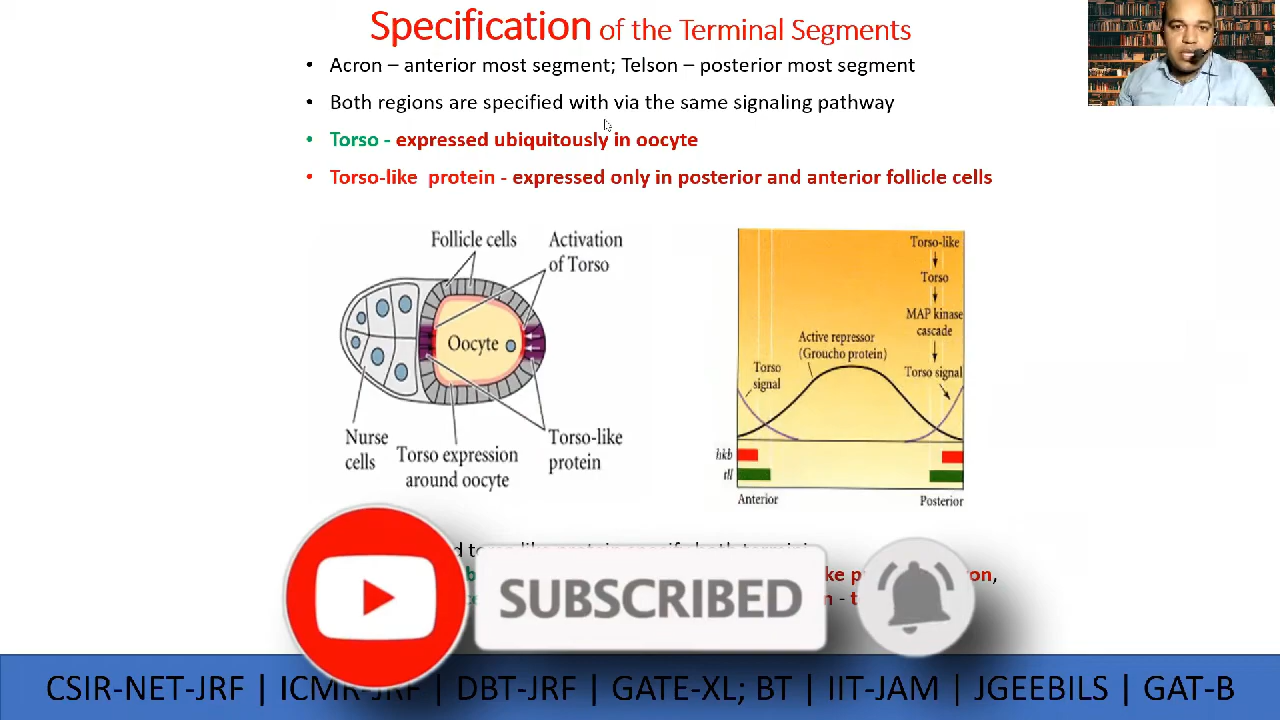 Specification of the Terminal Segments
• Acron – anterior most segment; Telson – posterior most segment
• Both regions are specified with via the same signaling pathway
• Torso - expressed ubiquitously in oocyte
• Torso-like protein - expressed only in posterior and anterior follicle cells
Follicle cells
Activation
of Torso
Oocyte
Nurse
cells
Torso expression
around oocyte
Torso-like
protein
Torso-like
Torso
MAP kinase
cascade
Torso signal
Active repressor
(Groucho protein)
Torso
signal
hkb
tll
Anterior
Posterior
SUBSCRIBED
CSIR-NET-JRF | ICMR-JRF | DBT-JRF | GATE-XL; BT | IIT-JAM | JGEEBILS | GAT-B